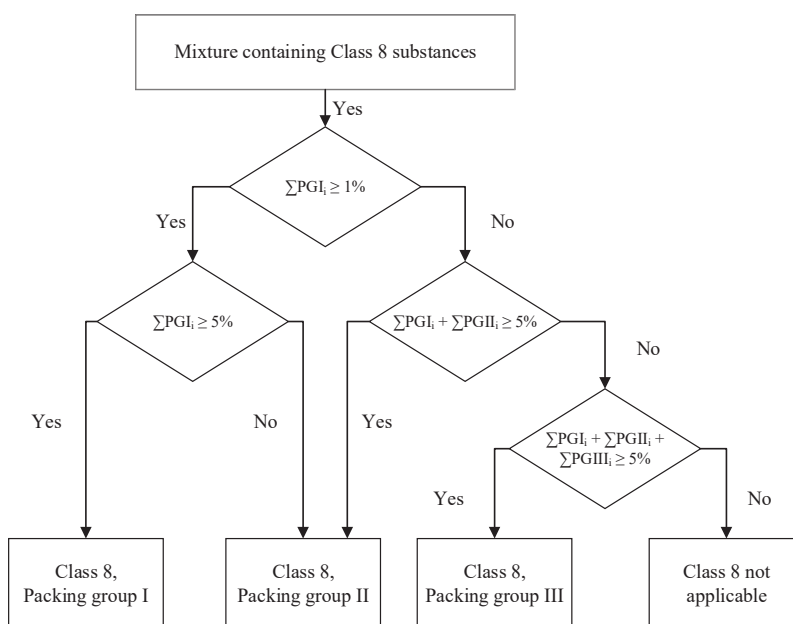 Mixture containing Class 8 substances
Yes
∑PGIᵢ ≥ 1%
Yes
No
∑PGIᵢ ≥ 5%
∑PGIᵢ + ∑PGIIᵢ ≥ 5%
No
Yes
No
Yes
∑PGIᵢ + ∑PGIIᵢ +
∑PGIIIᵢ ≥ 5%
Yes
No
Class 8,
Packing group I
Class 8,
Packing group II
Class 8,
Packing group III
Class 8 not
applicable